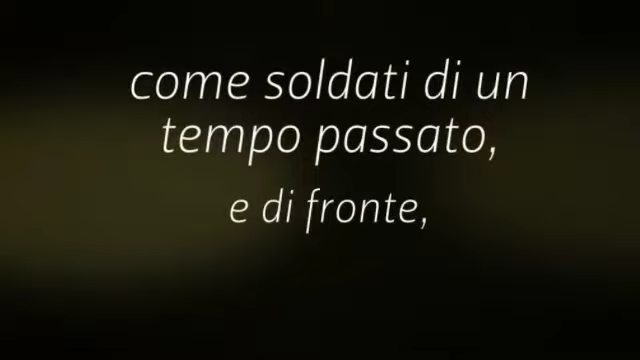 come soldati di un
tempo passato,
e di fronte,